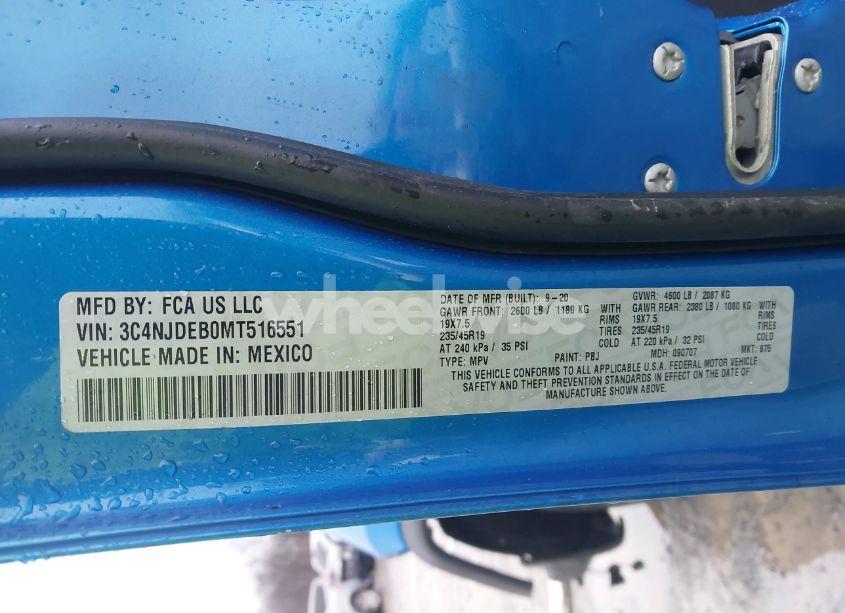 MFD BY: FCA US LLC
VIN: 3C4NJDEB0MT516551
VEHICLE MADE IN: MEXICO
DATE OF MFR (BUILT): 9-20 GVWR: 4600 LB / 2087 KG
GAWR FRONT: 2600 LB / 1180 KG WITH GAWR REAR: 2380 LB / 1080 KG WITH
19X7.5 RIMS 19X7.5 RIMS
235/45R19 235/45R19
AT 240 kPa / 35 PSI COLD AT 220 kPa / 32 PSI COLD
TYPE: MPV PAINT: PBJ MDH: 090707 MKT: 875
THIS VEHICLE CONFORMS TO ALL APPLICABLE U.S.A. FEDERAL MOTOR VEHICLE
SAFETY AND THEFT PREVENTION STANDARDS IN EFFECT ON THE DATE OF
MANUFACTURE SHOWN ABOVE.
wheelwise